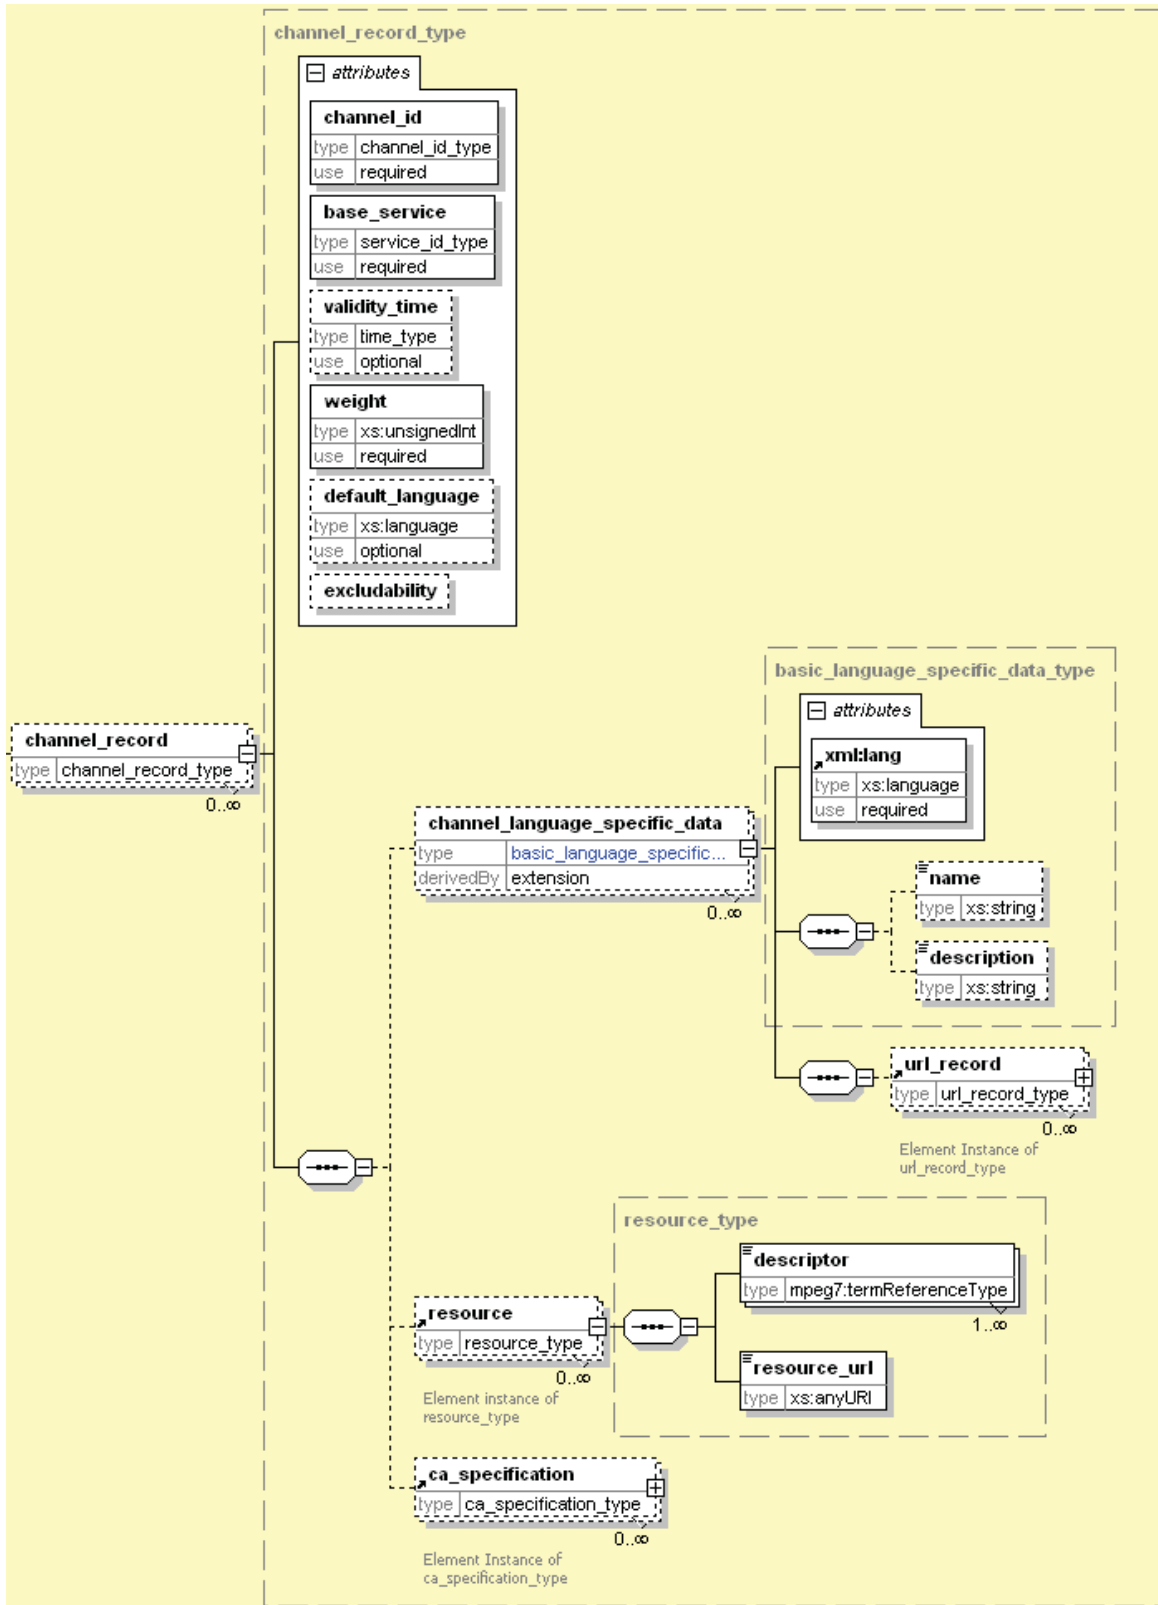 channel_record_type
attributes
channel_id
type channel_id_type
use required
base_service
type service_id_type
use required
validity_time
type time_type
use optional
weight
type xs:unsignedInt
use required
default_language
type xs:language
use optional
excludability
basic_language_specific_data_type
attributes
xml:lang
type xs:language
use required
channel_record
type channel_record_type
0..∞
channel_language_specific_data
type basic_language_specific...
derivedBy extension
0..∞
name
type xs:string
description
type xs:string
url_record
type url_record_type
0..∞
Element Instance of
url_record_type
resource_type
descriptor
type mpeg7:termReferenceType
1..∞
resource
type resource_type
0..∞
Element instance of
resource_type
resource_url
type xs:anyURI
ca_specification
type ca_specification_type
0..∞
Element Instance of
ca_specification_type